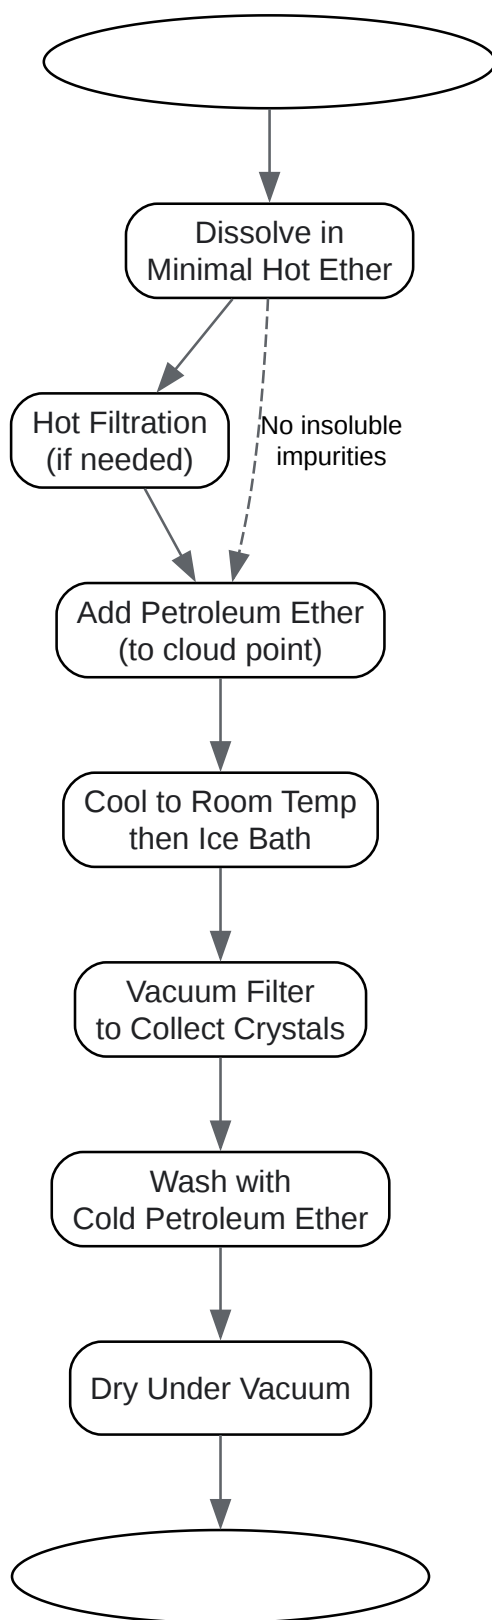 Dissolve in
Minimal Hot Ether
Hot Filtration
(if needed)
No insoluble
impurities
Add Petroleum Ether
(to cloud point)
Cool to Room Temp
then Ice Bath
Vacuum Filter
to Collect Crystals
Wash with
Cold Petroleum Ether
Dry Under Vacuum